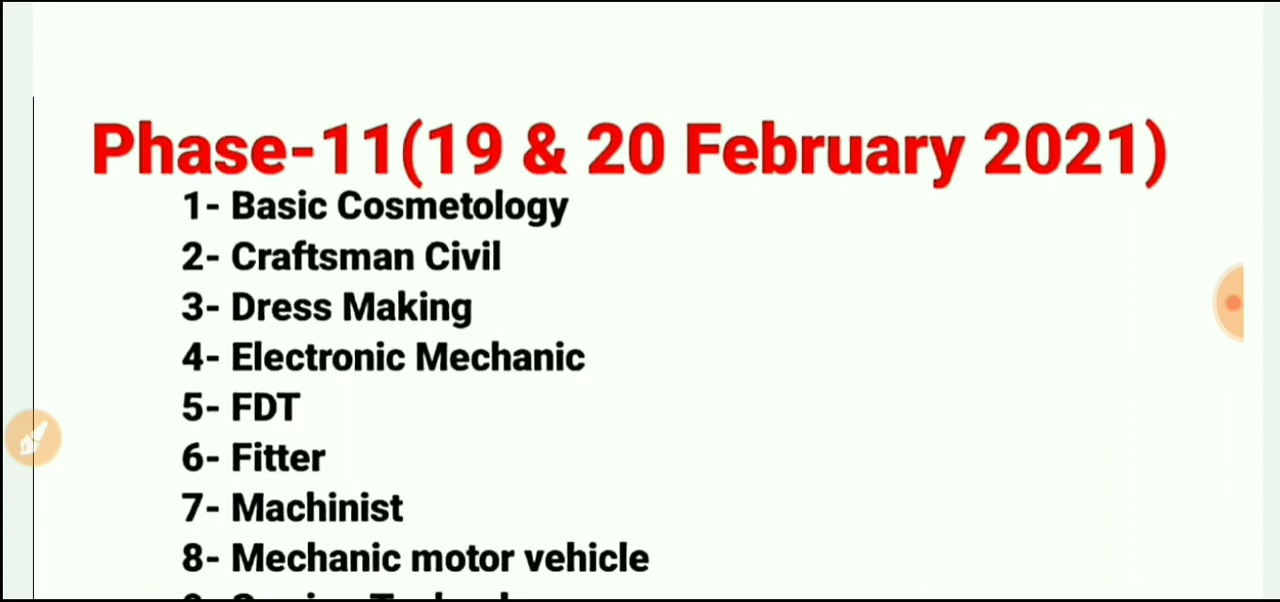 Phase-11(19 & 20 February 2021)
1- Basic Cosmetology
2- Craftsman Civil
3- Dress Making
4- Electronic Mechanic
5- FDT
6- Fitter
7- Machinist
8- Mechanic motor vehicle